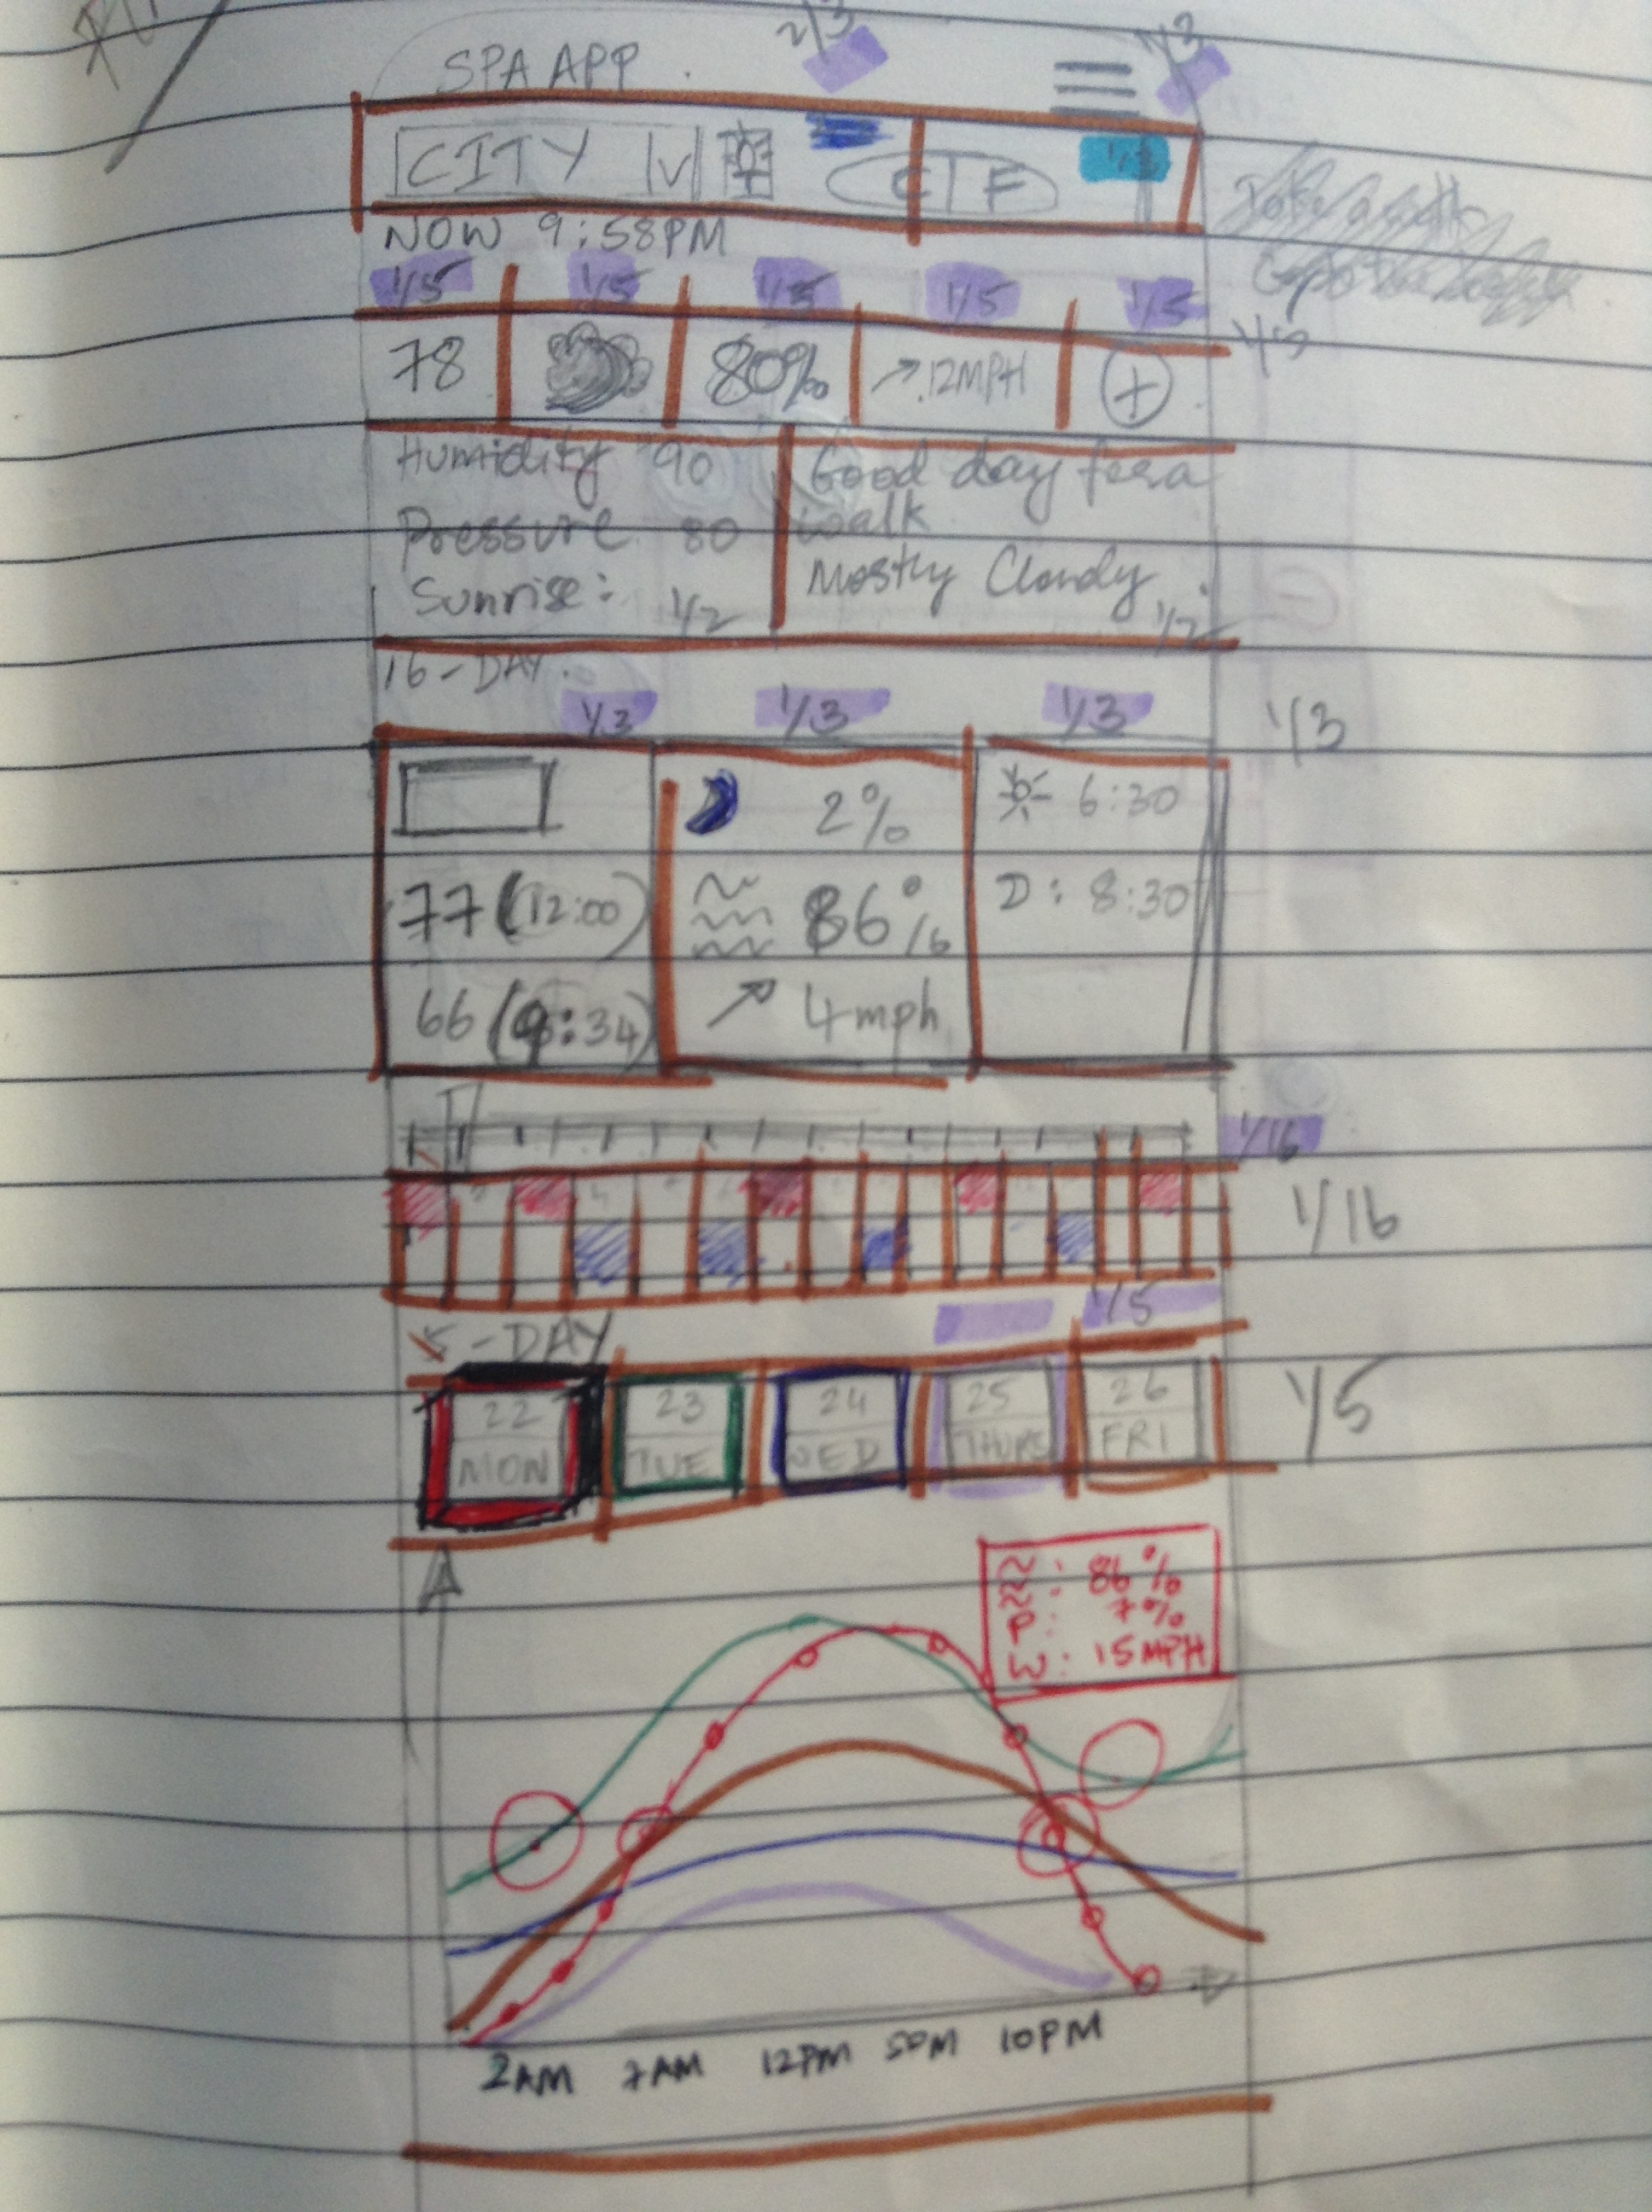 SPA APP
2/3
1/3
CITY
C | F
1/3
NOW 9:58PM
1/5 1/5 1/5 1/5 1/5
78 80% → 12MPH +
1/5
Humidity 90
Pressure 80
Sunrise: 1/2
Good day for a
walk
Mostly Cloudy 1/2
16-DAY
1/3 1/3 1/3
1/3
77 (12:00)
66 (9:34)
2%
86%
→ 4mph
6:30
D: 8:30
1/16
1/16
5-DAY
1/5
22 23 24 25 26
MON TUE WED THURS FRI
1/5
: 86%
P: 7%
W: 15MPH
2AM 7AM 12PM 5PM 10PM